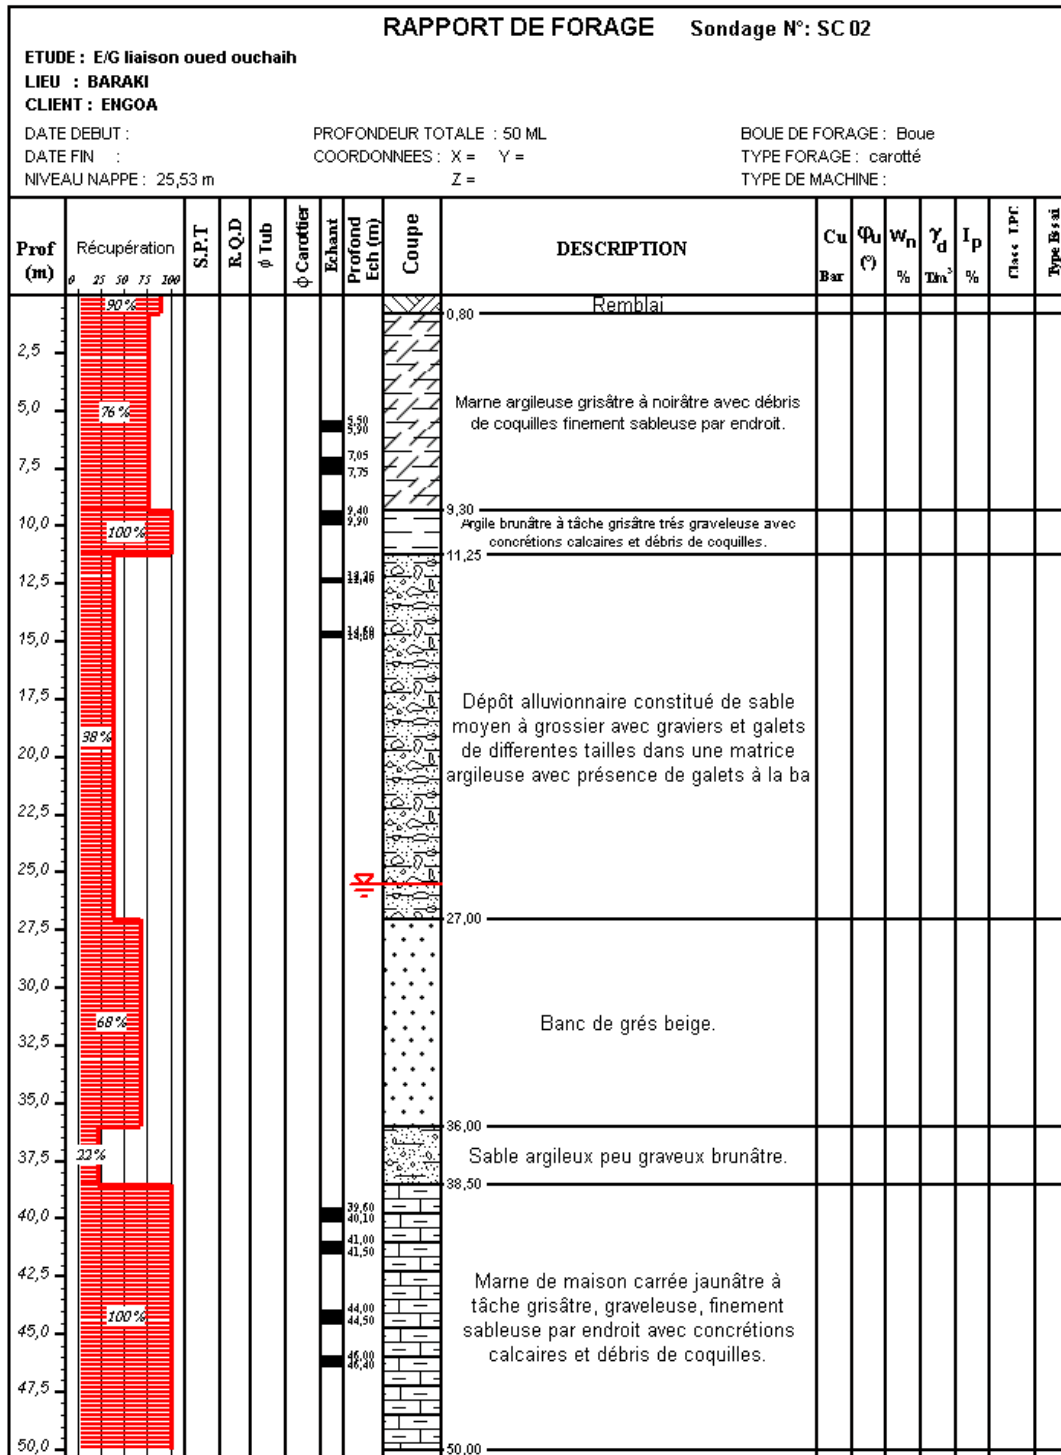 RAPPORT DE FORAGE Sondage N°: SC 02
ETUDE : E/G liaison oued ouchaih
LIEU : BARAKI
CLIENT : ENGOA
DATE DEBUT : PROFONDEUR TOTALE : 50 ML BOUE DE FORAGE : Boue
DATE FIN : COORDONNEES : X = Y = TYPE FORAGE : carotté
NIVEAU NAPPE : 25,53 m Z = TYPE DE MACHINE :
Prof (m)
Récupération
0 25 50 75 100
S.P.T
R.Q.D
ϕ Tub
ϕ Carottier
Echant
Profond Ech (m)
Coupe
DESCRIPTION
Cu Bar
φu (°)
Wn %
γd T/m³
Ip %
Class LPC
Type Essai
90 %
Remblai
0,80
2,5
5,0
76 %
5,50
5,90
Marne argileuse grisâtre à noirâtre avec débris
de coquilles finement sableuse par endroit.
7,05
7,5
7,75
9,40
9,30
9,90
10,0
100 %
Argile brunâtre à tâche grisâtre trés graveleuse avec
concrétions calcaires et débris de coquilles.
11,25
12,5
15,0
17,5
38 %
20,0
Dépôt alluvionnaire constitué de sable
moyen à grossier avec graviers et galets
de differentes tailles dans une matrice
argileuse avec présence de galets à la ba
22,5
25,0
27,00
27,5
30,0
68 %
Banc de grés beige.
32,5
35,0
36,00
37,5
22%
Sable argileux peu graveux brunâtre.
38,50
39,60
40,0
40,10
41,00
41,50
42,5
44,00
100 %
44,50
45,0
Marne de maison carrée jaunâtre à
tâche grisâtre, graveleuse, finement
sableuse par endroit avec concrétions
calcaires et débris de coquilles.
46,00
46,40
47,5
50,0
50,00